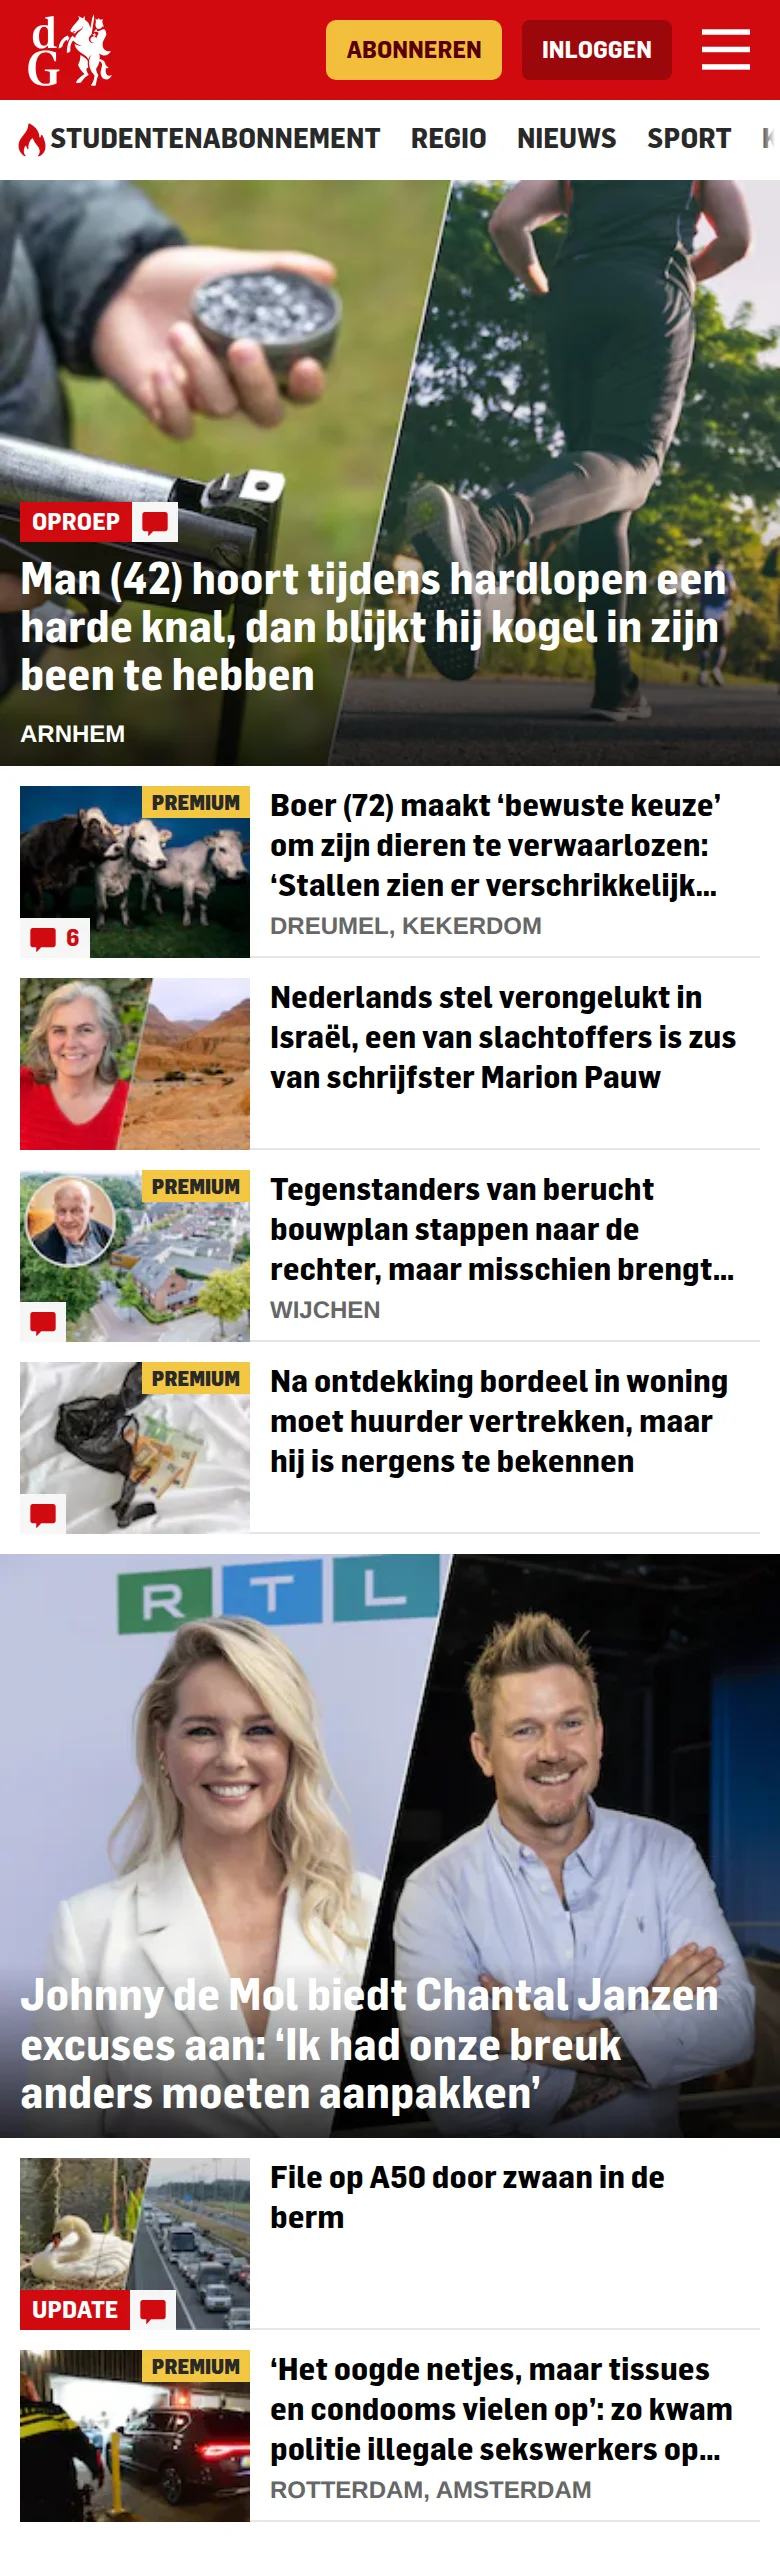 dG
ABONNEREN
INLOGGEN
STUDENTENABONNEMENT REGIO NIEUWS SPORT
OPROEP
Man (42) hoort tijdens hardlopen een
harde knal, dan blijkt hij kogel in zijn
been te hebben
ARNHEM
PREMIUM
6
Boer (72) maakt ‘bewuste keuze’
om zijn dieren te verwaarlozen:
‘Stallen zien er verschrikkelijk...
DREUMEL, KEKERDOM
Nederlands stel verongelukt in
Israël, een van slachtoffers is zus
van schrijfster Marion Pauw
PREMIUM
Tegenstanders van berucht
bouwplan stappen naar de
rechter, maar misschien brengt...
WIJCHEN
PREMIUM
Na ontdekking bordeel in woning
moet huurder vertrekken, maar
hij is nergens te bekennen
RTL
Johnny de Mol biedt Chantal Janzen
excuses aan: ‘Ik had onze breuk
anders moeten aanpakken’
UPDATE
File op A50 door zwaan in de
berm
PREMIUM
‘Het oogde netjes, maar tissues
en condooms vielen op’: zo kwam
politie illegale sekswerkers op...
ROTTERDAM, AMSTERDAM